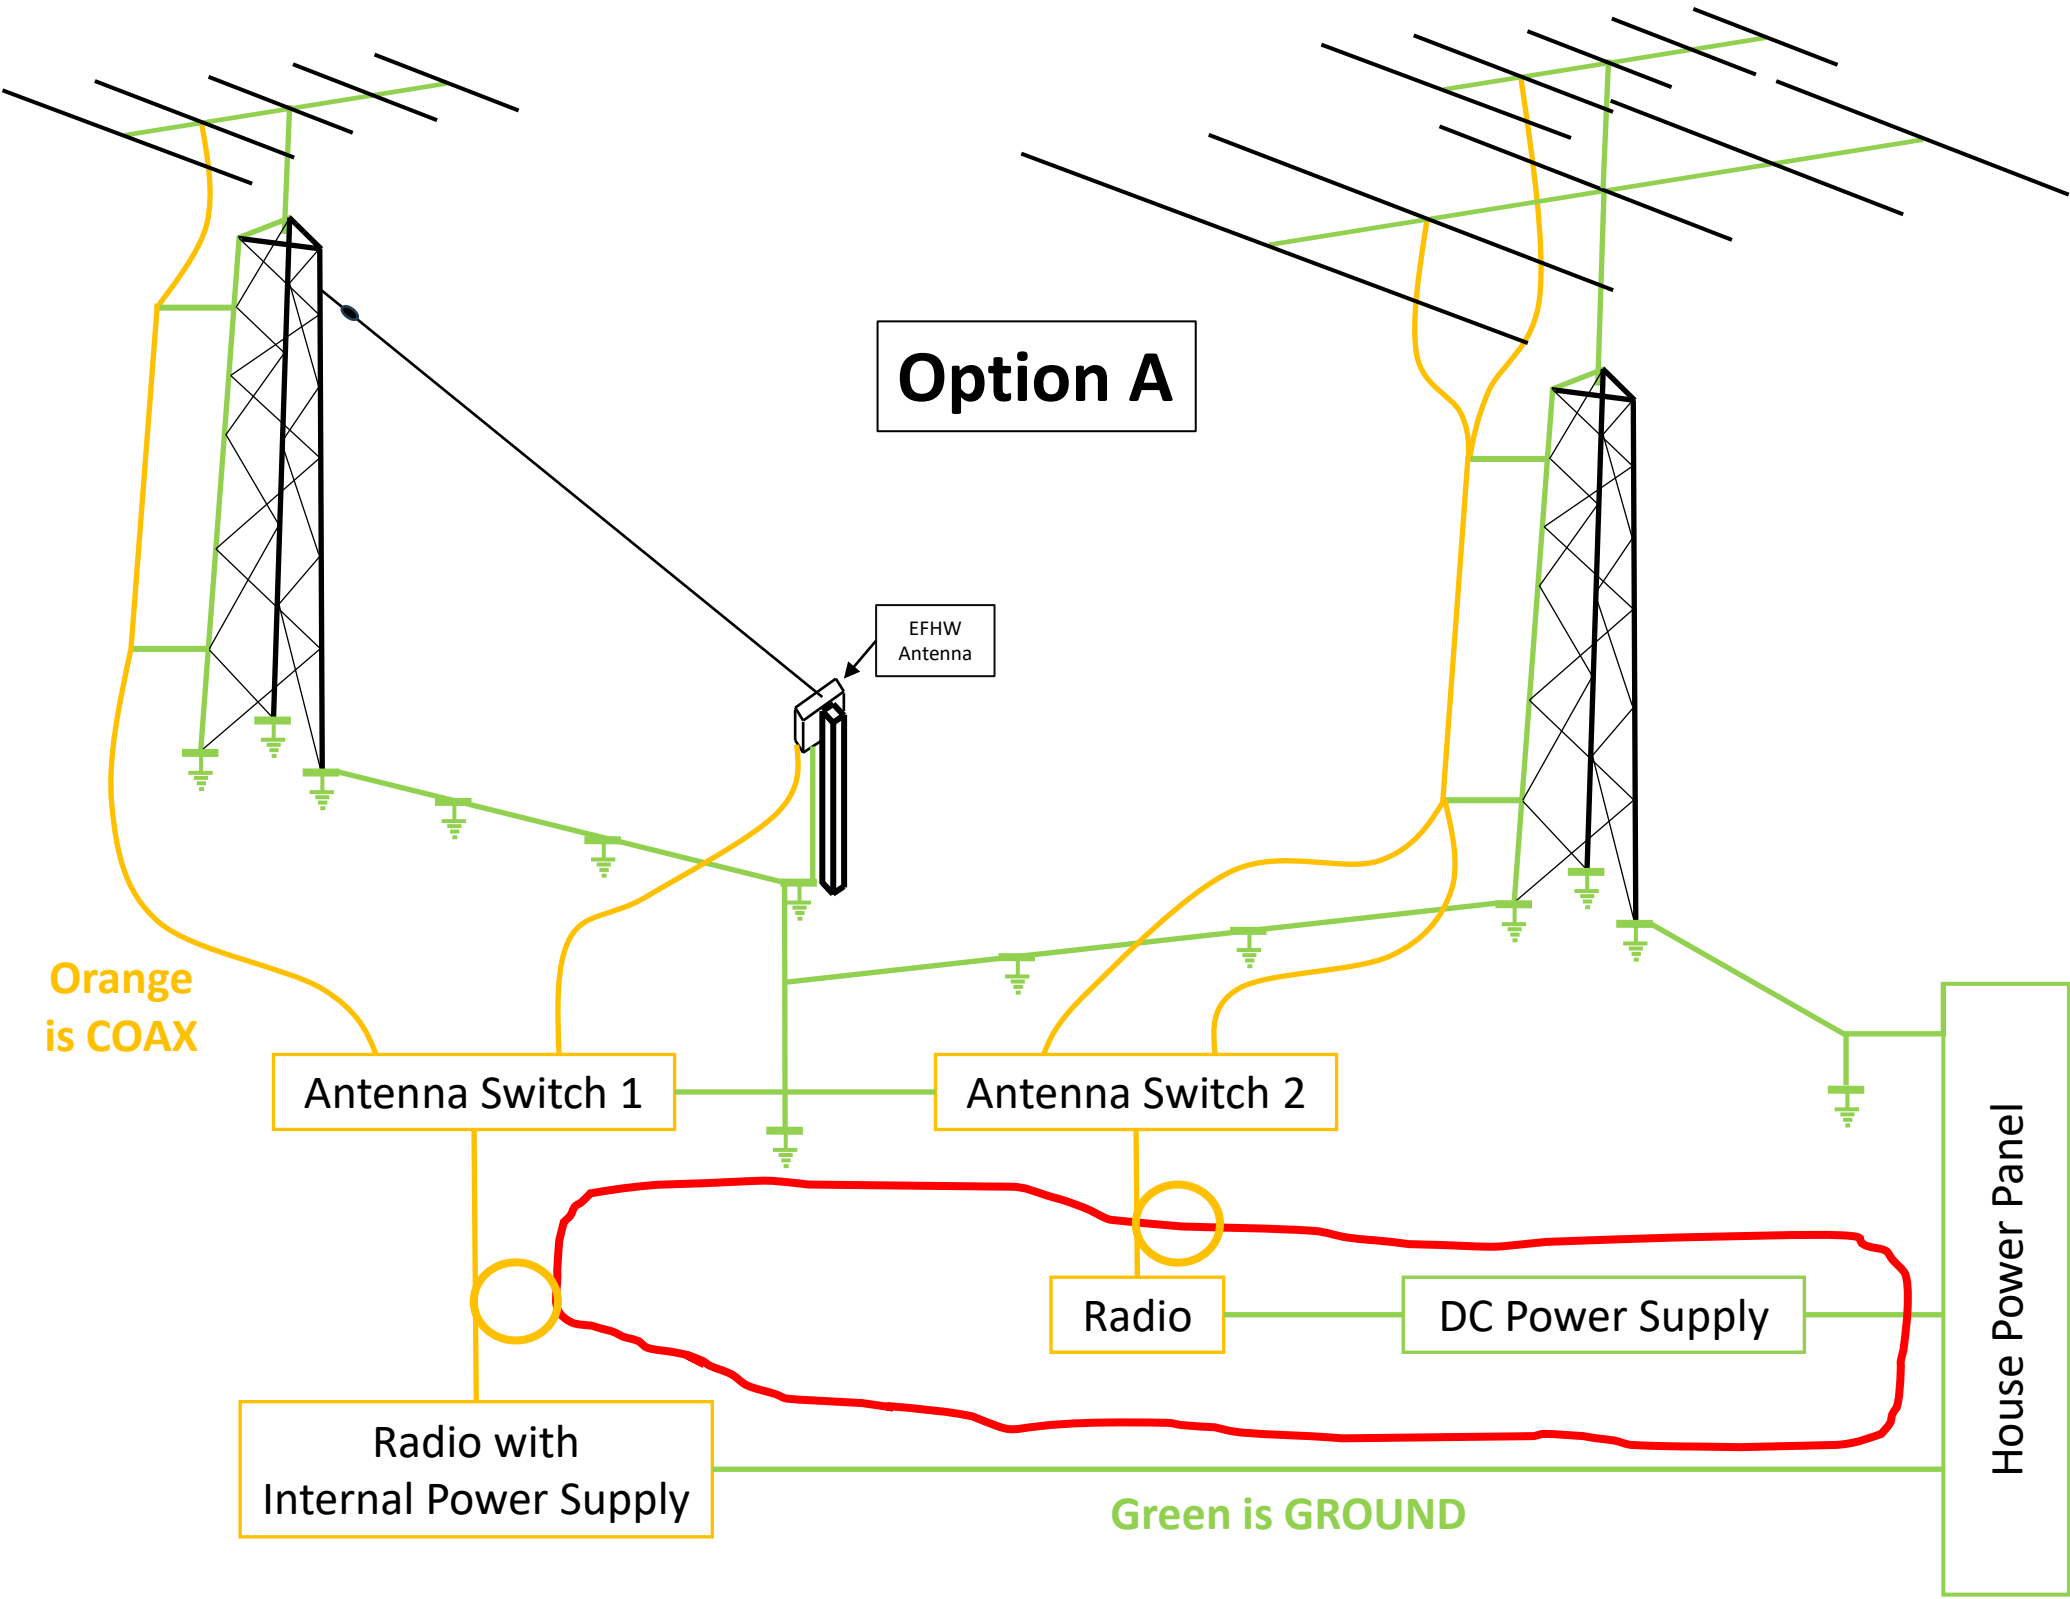 Option A
EFHW
Antenna
Orange
is COAX
Antenna Switch 1
Antenna Switch 2
Radio
DC Power Supply
House Power Panel
Radio with
Internal Power Supply
Green is GROUND